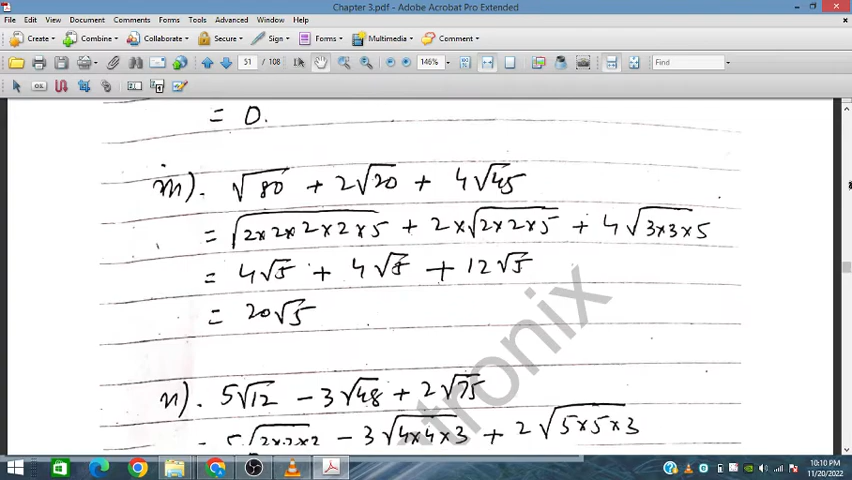 Chapter 3.pdf - Adobe Acrobat Pro Extended
File Edit View Document Comments Forms Tools Advanced Window Help
Create Combine Collaborate Secure Sign Forms Multimedia Comment
51 / 108 146% Find
= 0.
m). √80 + 2√20 + 4√45
= √2×2×2×2×5 + 2×√2×2×5 + 4√3×3×5
= 4√5 + 4√5 + 12√5
= 20√5
n). 5√12 - 3√48 + 2√75
= 5√2×2×3 - 3√4×4×3 + 2√5×5×3
tronix
10:10 PM
11/20/2022